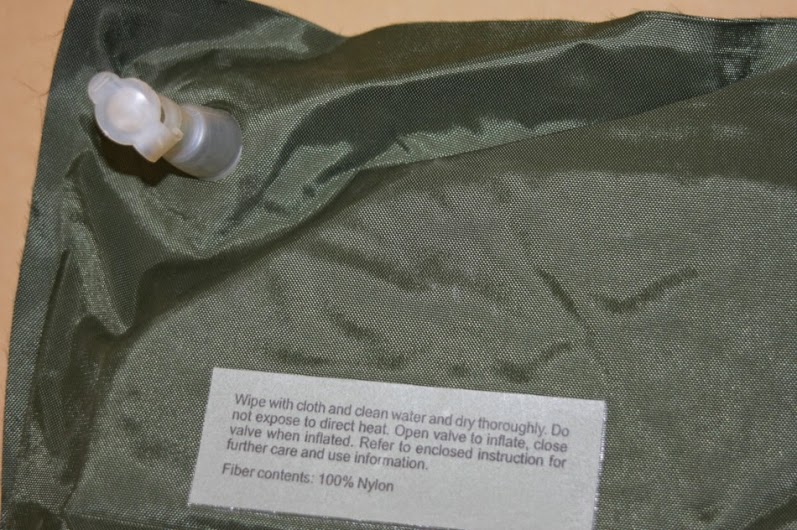 Wipe with cloth and clean water and dry thoroughly. Do
not expose to direct heat. Open valve to inflate, close
valve when inflated. Refer to enclosed instruction for
further care and use information.
Fiber contents: 100% Nylon